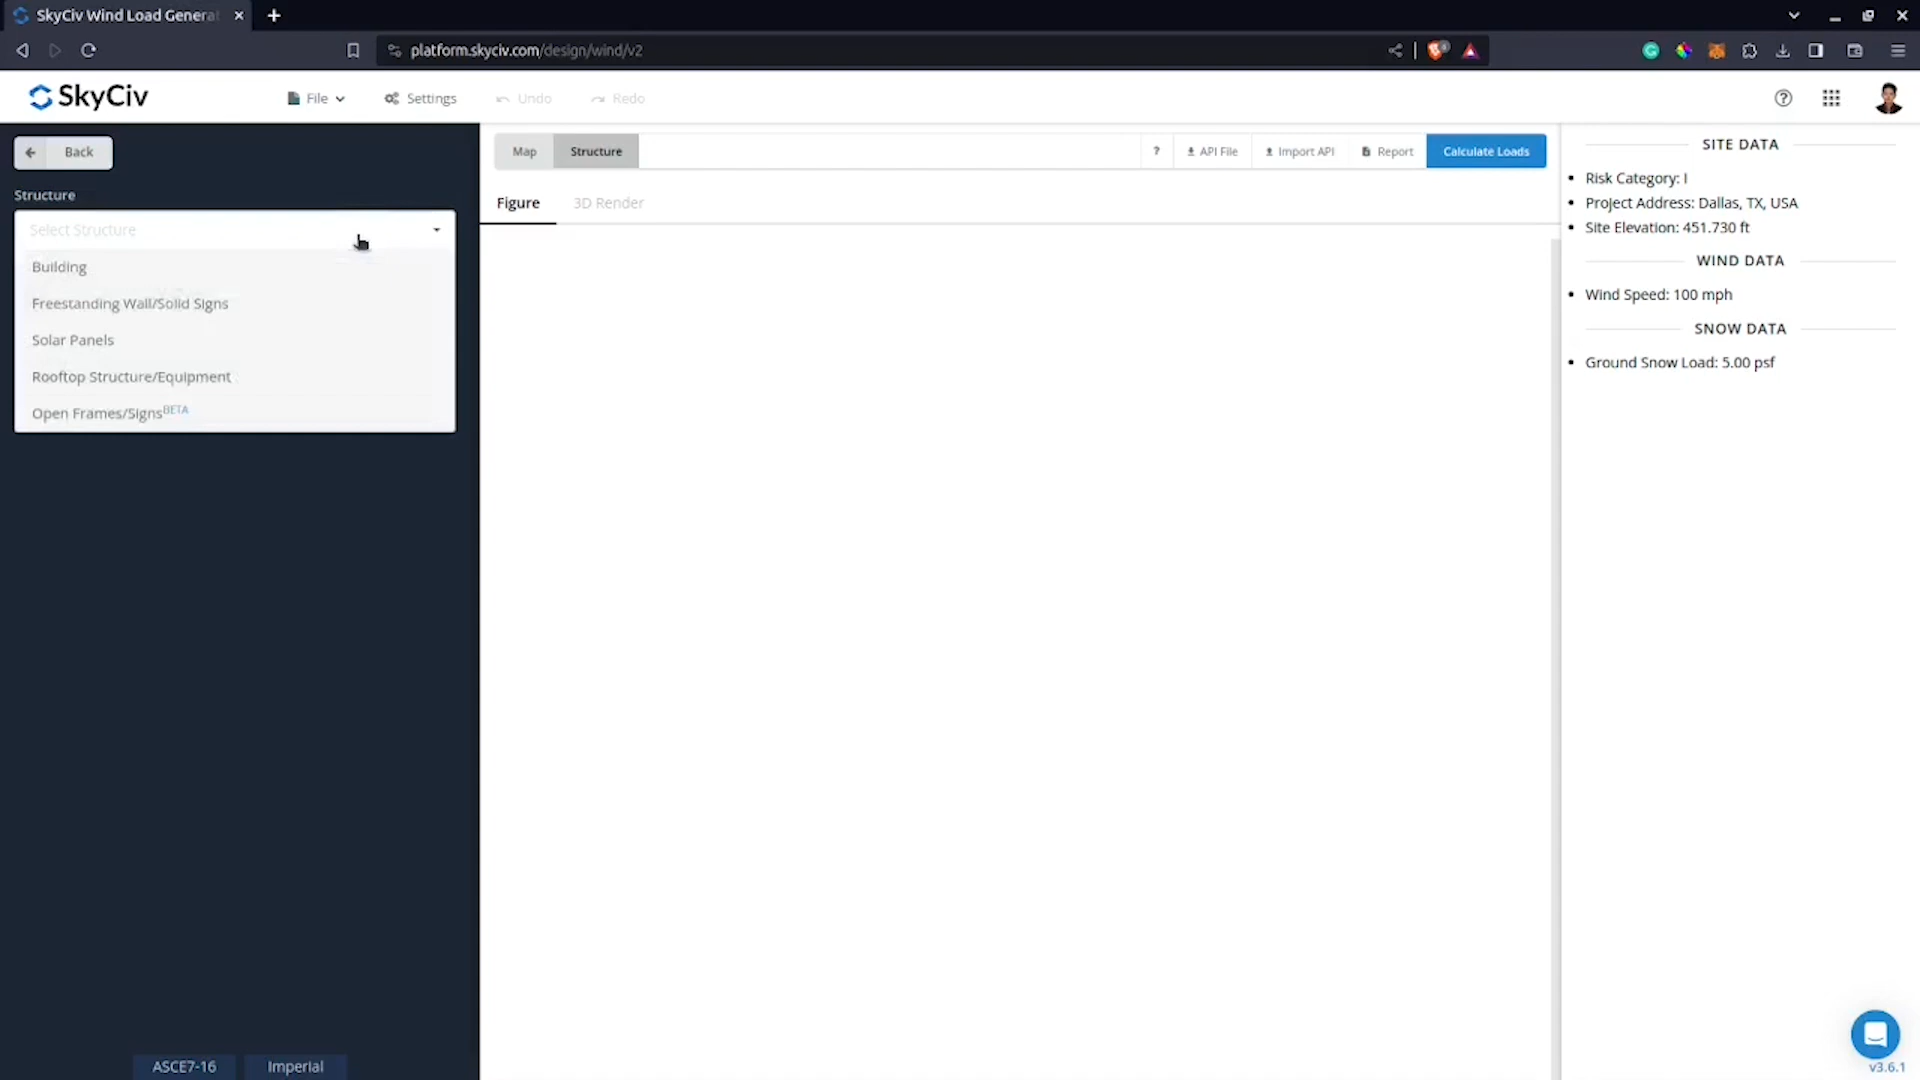 SkyCiv Wind Load Genera
platform.skyciv.com/design/wind/v2
SkyCiv
File
Settings
Undo
Redo
Back
Map
Structure
?
API File
Import API
Report
Calculate Loads
Structure
Select Structure
Building
Freestanding Wall/Solid Signs
Solar Panels
Rooftop Structure/Equipment
Open Frames/Signs BETA
Figure
3D Render
SITE DATA
Risk Category: I
Project Address: Dallas, TX, USA
Site Elevation: 451.730 ft
WIND DATA
Wind Speed: 100 mph
SNOW DATA
Ground Snow Load: 5.00 psf
ASCE7-16
Imperial
v3.6.1